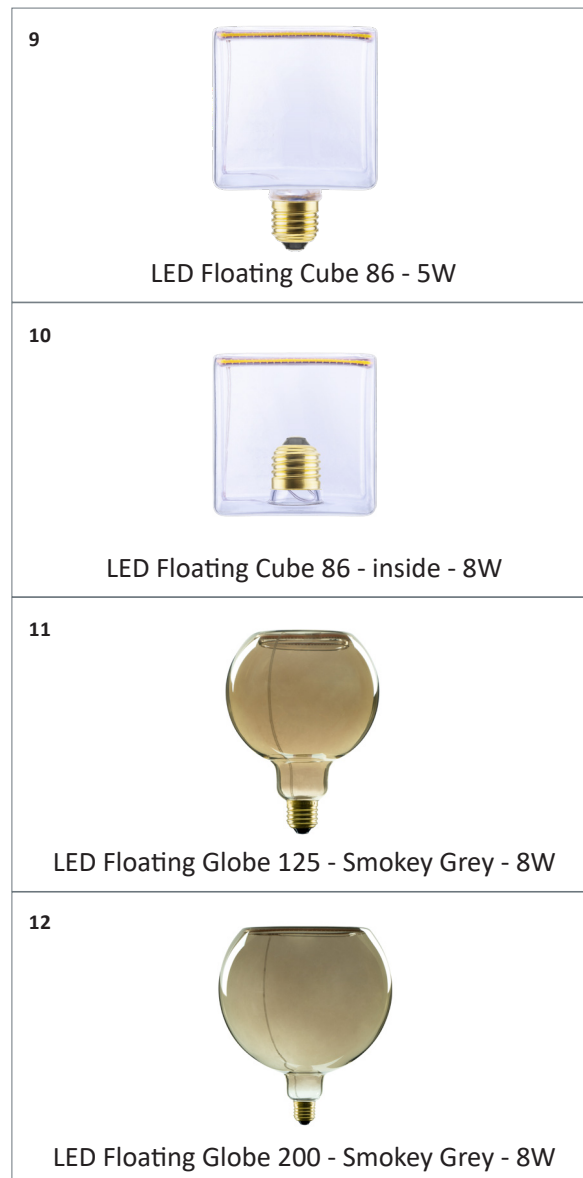 9
LED Floating Cube 86 - 5W
10
LED Floating Cube 86 - inside - 8W
11
LED Floating Globe 125 - Smokey Grey - 8W
12
LED Floating Globe 200 - Smokey Grey - 8W